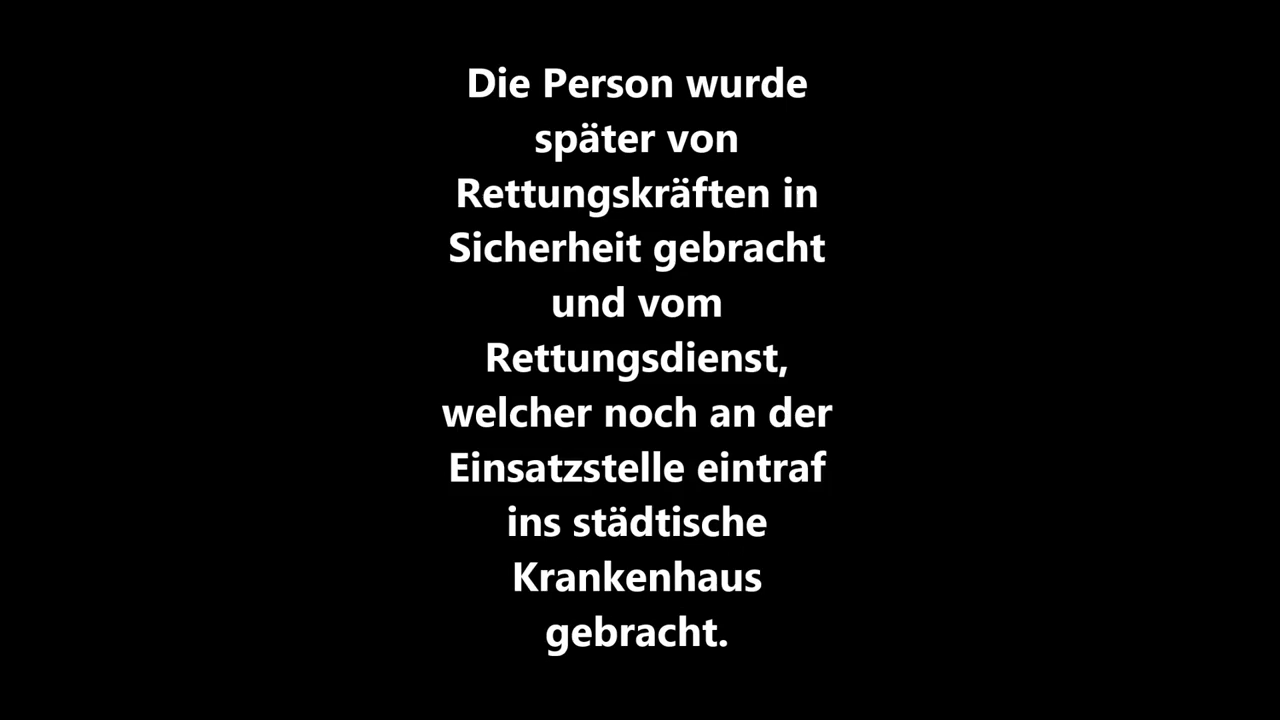 Die Person wurde
später von
Rettungskräften in
Sicherheit gebracht
und vom
Rettungsdienst,
welcher noch an der
Einsatzstelle eintraf
ins städtische
Krankenhaus
gebracht.